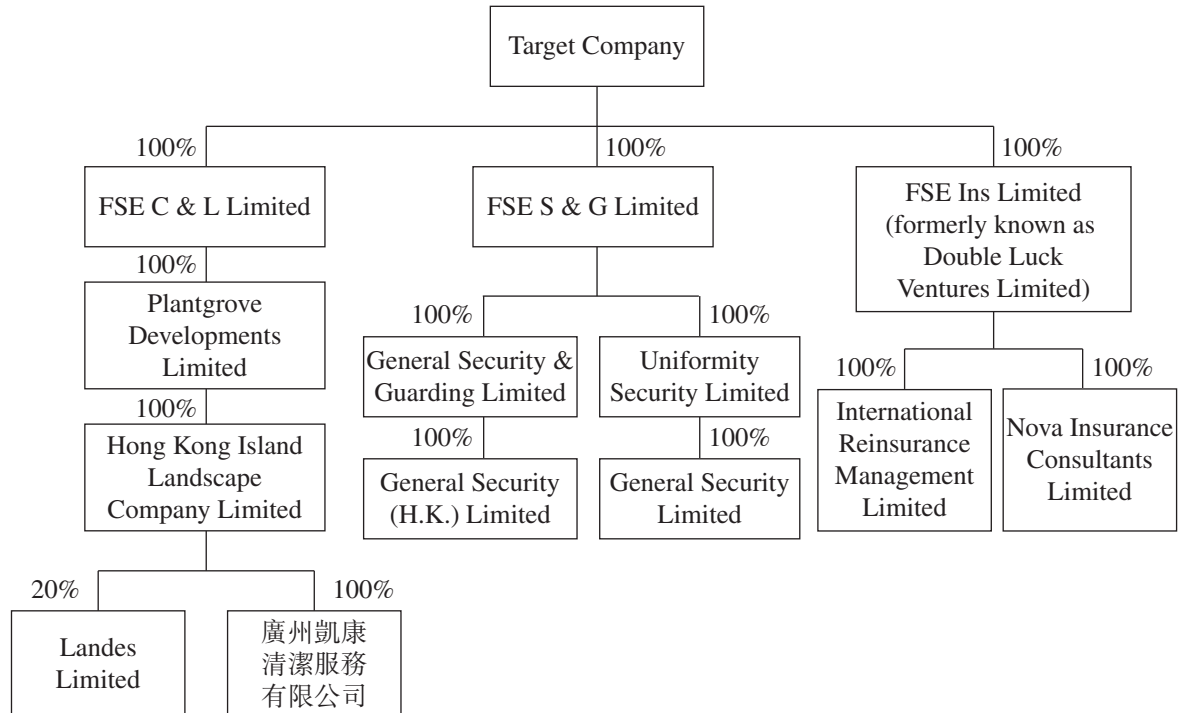 Target Company
100%
100%
100%
FSE C & L Limited
FSE S & G Limited
FSE Ins Limited
(formerly known as
Double Luck
Ventures Limited)
100%
Plantgrove
Developments
Limited
100%
100%
General Security &
Guarding Limited
Uniformity
Security Limited
100%
100%
International
Reinsurance
Management
Limited
Nova Insurance
Consultants
Limited
100%
Hong Kong Island
Landscape
Company Limited
100%
100%
General Security
(H.K.) Limited
General Security
Limited
20%
100%
Landes
Limited
廣州凱康
清潔服務
有限公司